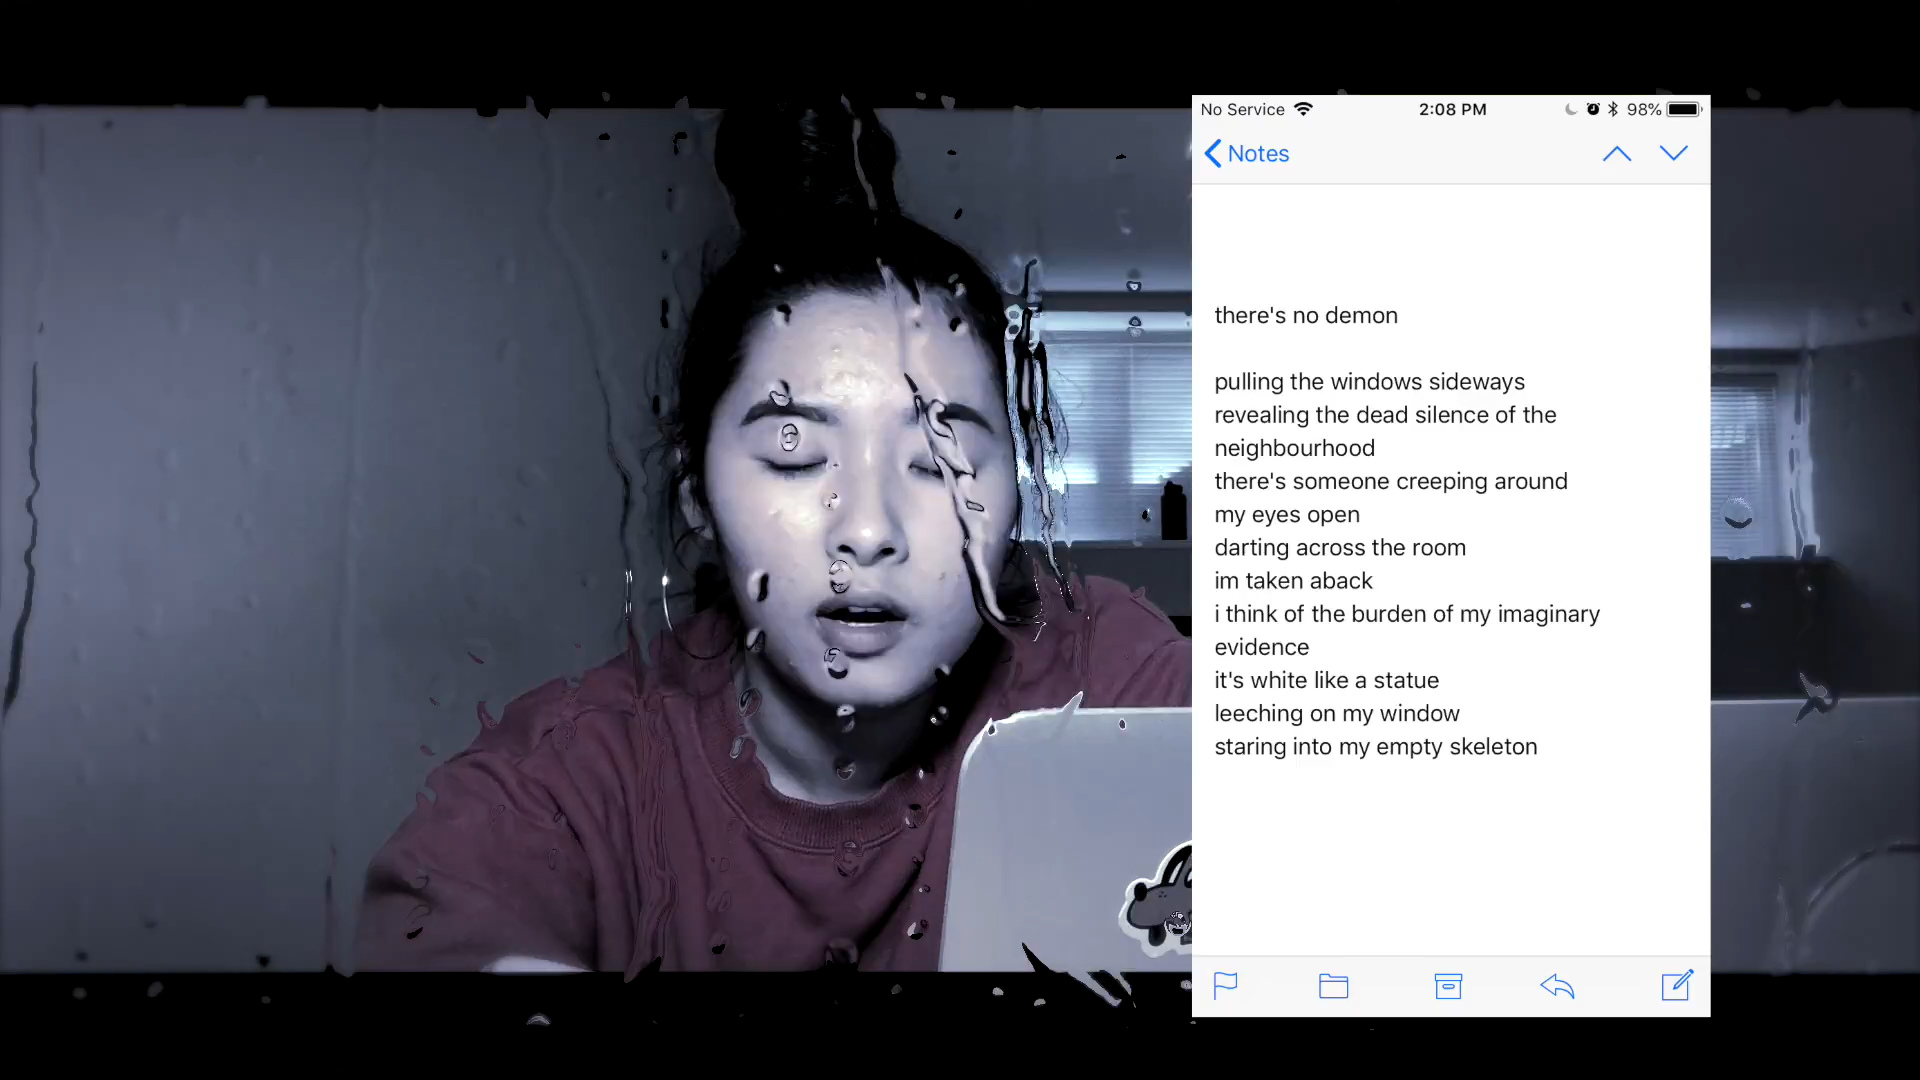 No Service 2:08 PM 98%
Notes
there's no demon
pulling the windows sideways
revealing the dead silence of the
neighbourhood
there's someone creeping around
my eyes open
darting across the room
im taken aback
i think of the burden of my imaginary
evidence
it's white like a statue
leeching on my window
staring into my empty skeleton